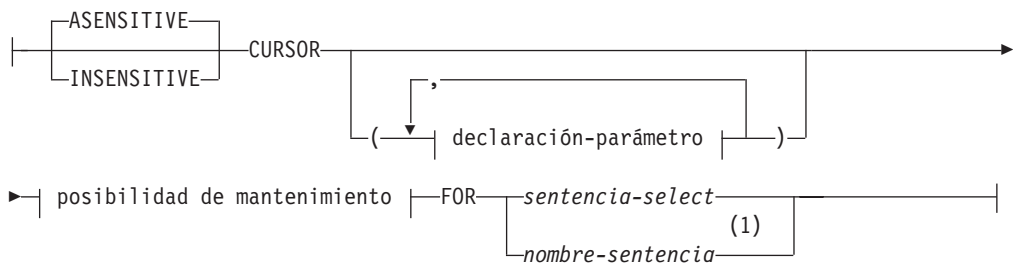 ASENSITIVE
CURSOR
INSENSITIVE
,
( declaración-parámetro )
posibilidad de mantenimiento FOR sentencia-select
(1)
nombre-sentencia